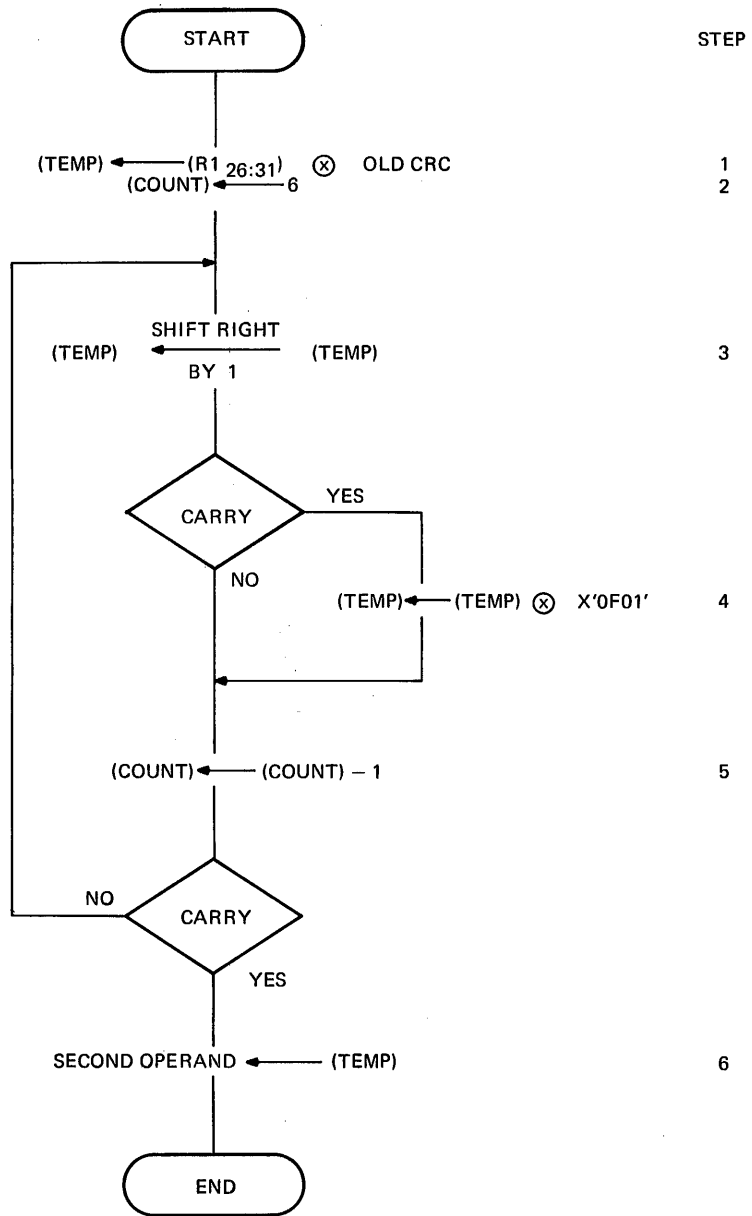 START
STEP
(TEMP) ← (R1 26:31) ⊗ OLD CRC 1
(COUNT) ← 6 2
SHIFT RIGHT
(TEMP) ← (TEMP) 3
BY 1
CARRY
YES
NO
(TEMP) ← (TEMP) ⊗ X'0F01' 4
(COUNT) ← (COUNT) – 1 5
NO
CARRY
YES
SECOND OPERAND ← (TEMP) 6
END